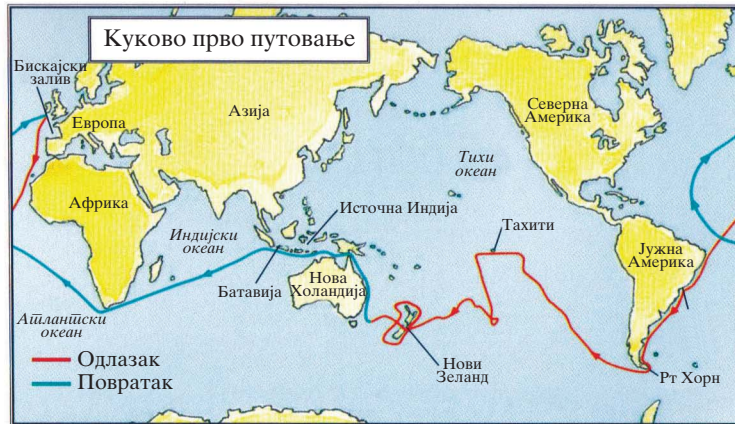 Куково прво путовање
Бискајски
залив
Европа
Азија
Северна
Америка
Тихи
океан
Африка
Источна Индија
Тахити
Индијски
океан
Јужна
Америка
Батавија
Нова
Холандија
Атлантски
океан
Нови
Зеланд
Рт Хорн
Одлазак
Повратак